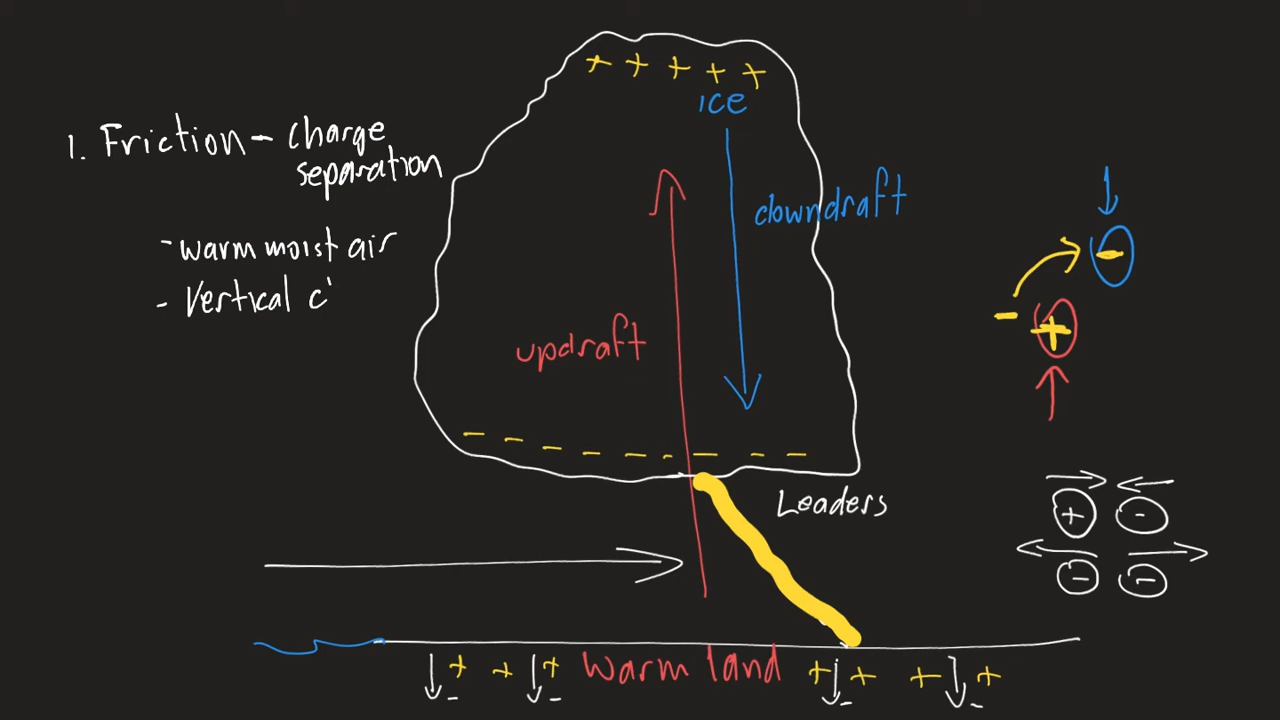 + + + + +
ice
1. Friction - charge
separation
downdraft
- warm moist air
- Vertical c'
-
- +
updraft
- - - - - - - - -
Leaders
+ -
- -
+ + + warm land + + + +
- - - -